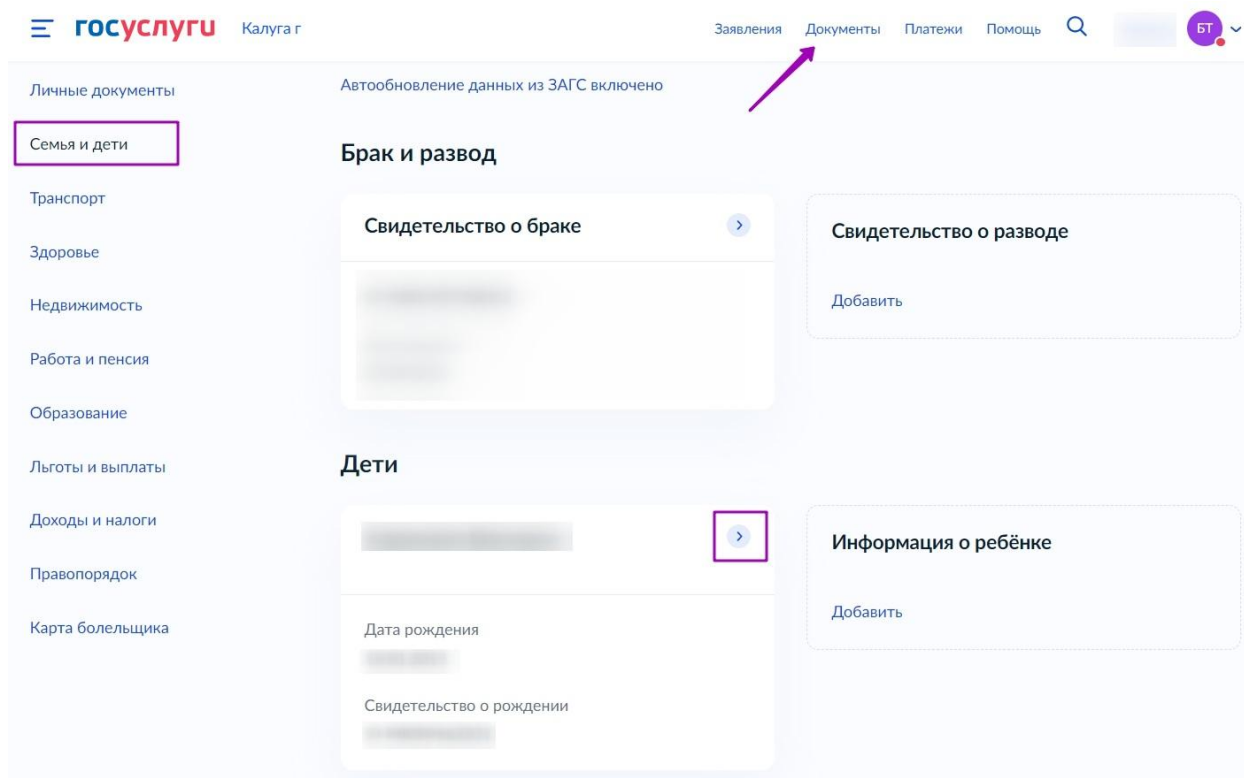 госуслуги Калуга г Заявления Документы Платежи Помощь БТ
Личные документы
Семья и дети
Транспорт
Здоровье
Недвижимость
Работа и пенсия
Образование
Льготы и выплаты
Доходы и налоги
Правопорядок
Карта болельщика
Автообновление данных из ЗАГС включено
Брак и развод
Свидетельство о браке
Свидетельство о разводе
Добавить
Дети
Дата рождения
Свидетельство о рождении
Информация о ребёнке
Добавить